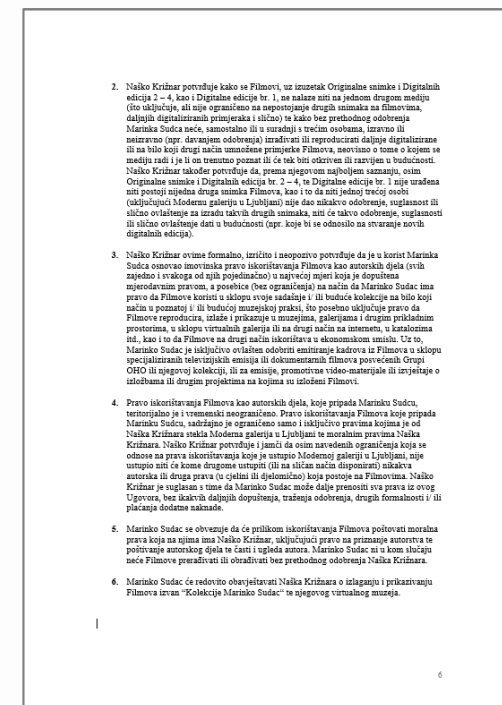 2. Naško Križnar potvrđuje kako se Filmovi, uz izuzetak Originalne snimke i Digitalnih
edicija 2 – 4, kao i Digitalne edicije br. 1, ne nalaze niti na jednom drugom mediju
(što uključuje, ali nije ograničeno na nepostojanje drugih snimaka na filmovima,
daljnjih digitaliziranih primjeraka i slično) te kako bez prethodnog odobrenja
Marinka Sudca neće, samostalno ili u suradnji s trećim osobama, izravno ili
neizravno (npr. davanjem odobrenja) izrađivati ili reproducirati daljnje digitalizirane
ili na bilo koji drugi način umnožene primjerke Filmova, neovisno o tome o kojem se
mediju radi i je li on trenutno poznat ili će tek biti otkriven ili razvijen u budućnosti.
Naško Križnar također potvrđuje da, prema njegovom najboljem saznanju, osim
Originalne snimke i Digitalnih edicija br. 2 – 4, te Digitalne edicije br. 1 nije urađena
niti postoji nijedna druga snimka Filmova, kao i to da niti jednoj trećoj osobi
(uključujući Modernu galeriju u Ljubljani) nije dao nikakvo odobrenje, suglasnost ili
slično ovlaštenje za izradu takvih drugih snimaka, niti će takvo odobrenje, suglasnosti
ili slično ovlaštenje dati u budućnosti (npr. koje bi se odnosilo na stvaranje novih
digitalnih edicija).
3. Naško Križnar ovime formalno, izričito i neopozivo potvrđuje da je u korist Marinka
Sudca osnovao imovinska pravo iskorištavanja Filmova kao autorskih djela (svih
zajedno i svakoga od njih pojedinačno) u najvećoj mjeri koja je dopuštena
mjerodavnim pravom, a posebice (bez ograničenja) na način da Marinko Sudac ima
pravo da Filmove koristi u sklopu svoje sadašnje i/ ili buduće kolekcije na bilo koji
način u poznatoj i/ ili budućoj muzejskoj praksi, što posebno uključuje pravo da
Filmove reproducira, izlaže i prikazuje u muzejima, galerijama i drugim prikladnim
prostorima, u sklopu virtualnih galerija ili na drugi način na internetu, u katalozima
itd., kao i to da Filmove na drugi način iskorištava u ekonomskom smislu. Uz to,
Marinko Sudac je isključivo ovlašten odobriti emitiranje kadrova iz Filmova u sklopu
specijaliziranih televizijskih emisija ili dokumentarnih filmova posvećenih Grupi
OHO ili njegovoj kolekciji, ili za emisije, promotivne video-materijale ili izvještaje o
izložbama ili drugim projektima na kojima su izloženi Filmovi.
4. Pravo iskorištavanja Filmova kao autorskih djela, koje pripada Marinku Sudcu,
teritorijalno je i vremenski neograničeno. Pravo iskorištavanja Filmova koje pripada
Marinku Sudcu, sadržajno je ograničeno samo i isključivo pravima kojima je od
Naška Križnara stekla Moderna galerija u Ljubljani te moralnim pravima Naška
Križnara. Naško Križnar potvrđuje i jamči da osim navedenih ograničenja koja se
odnose na prava iskorištavanja koje je ustupio Modernoj galeriji u Ljubljani, nije
ustupio niti će kome drugome ustupiti (ili na sličan način disponirati) nikakva
autorska ili druga prava (u cjelini ili djelomično) koja postoje na Filmovima. Naško
Križnar je suglasan s time da Marinko Sudac može dalje prenositi sva prava iz ovog
Ugovora, bez ikakvih daljnjih dopuštenja, traženja odobrenja, drugih formalnosti i/ ili
plaćanja dodatne naknade.
5. Marinko Sudac se obvezuje da će prilikom iskorištavanja Filmova poštovati moralna
prava koja na njima ima Naško Križnar, uključujući pravo na priznanje autorstva te
poštivanje autorskog djela te časti i ugleda autora. Marinko Sudac ni u kom slučaju
neće Filmove prerađivati ili obrađivati bez prethodnog odobrenja Naška Križnara.
6. Marinko Sudac će redovito obavještavati Naška Križnara o izlaganju i prikazivanju
Filmova izvan “Kolekcije Marinko Sudac“ te njegovog virtualnog muzeja.
6